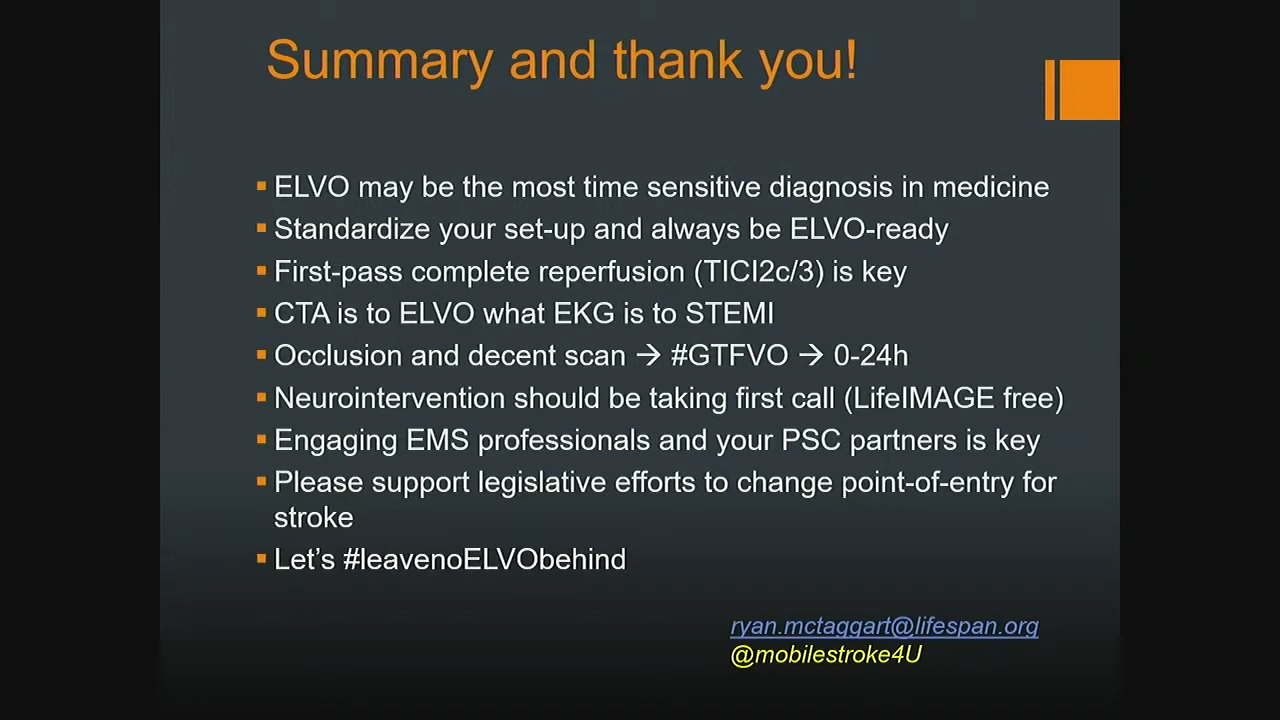 Summary and thank you!
▪ ELVO may be the most time sensitive diagnosis in medicine
▪ Standardize your set-up and always be ELVO-ready
▪ First-pass complete reperfusion (TICI2c/3) is key
▪ CTA is to ELVO what EKG is to STEMI
▪ Occlusion and decent scan → #GTFVO → 0-24h
▪ Neurointervention should be taking first call (LifeIMAGE free)
▪ Engaging EMS professionals and your PSC partners is key
▪ Please support legislative efforts to change point-of-entry for
stroke
▪ Let’s #leavenoELVObehind
ryan.mctaggart@lifespan.org
@mobilestroke4U